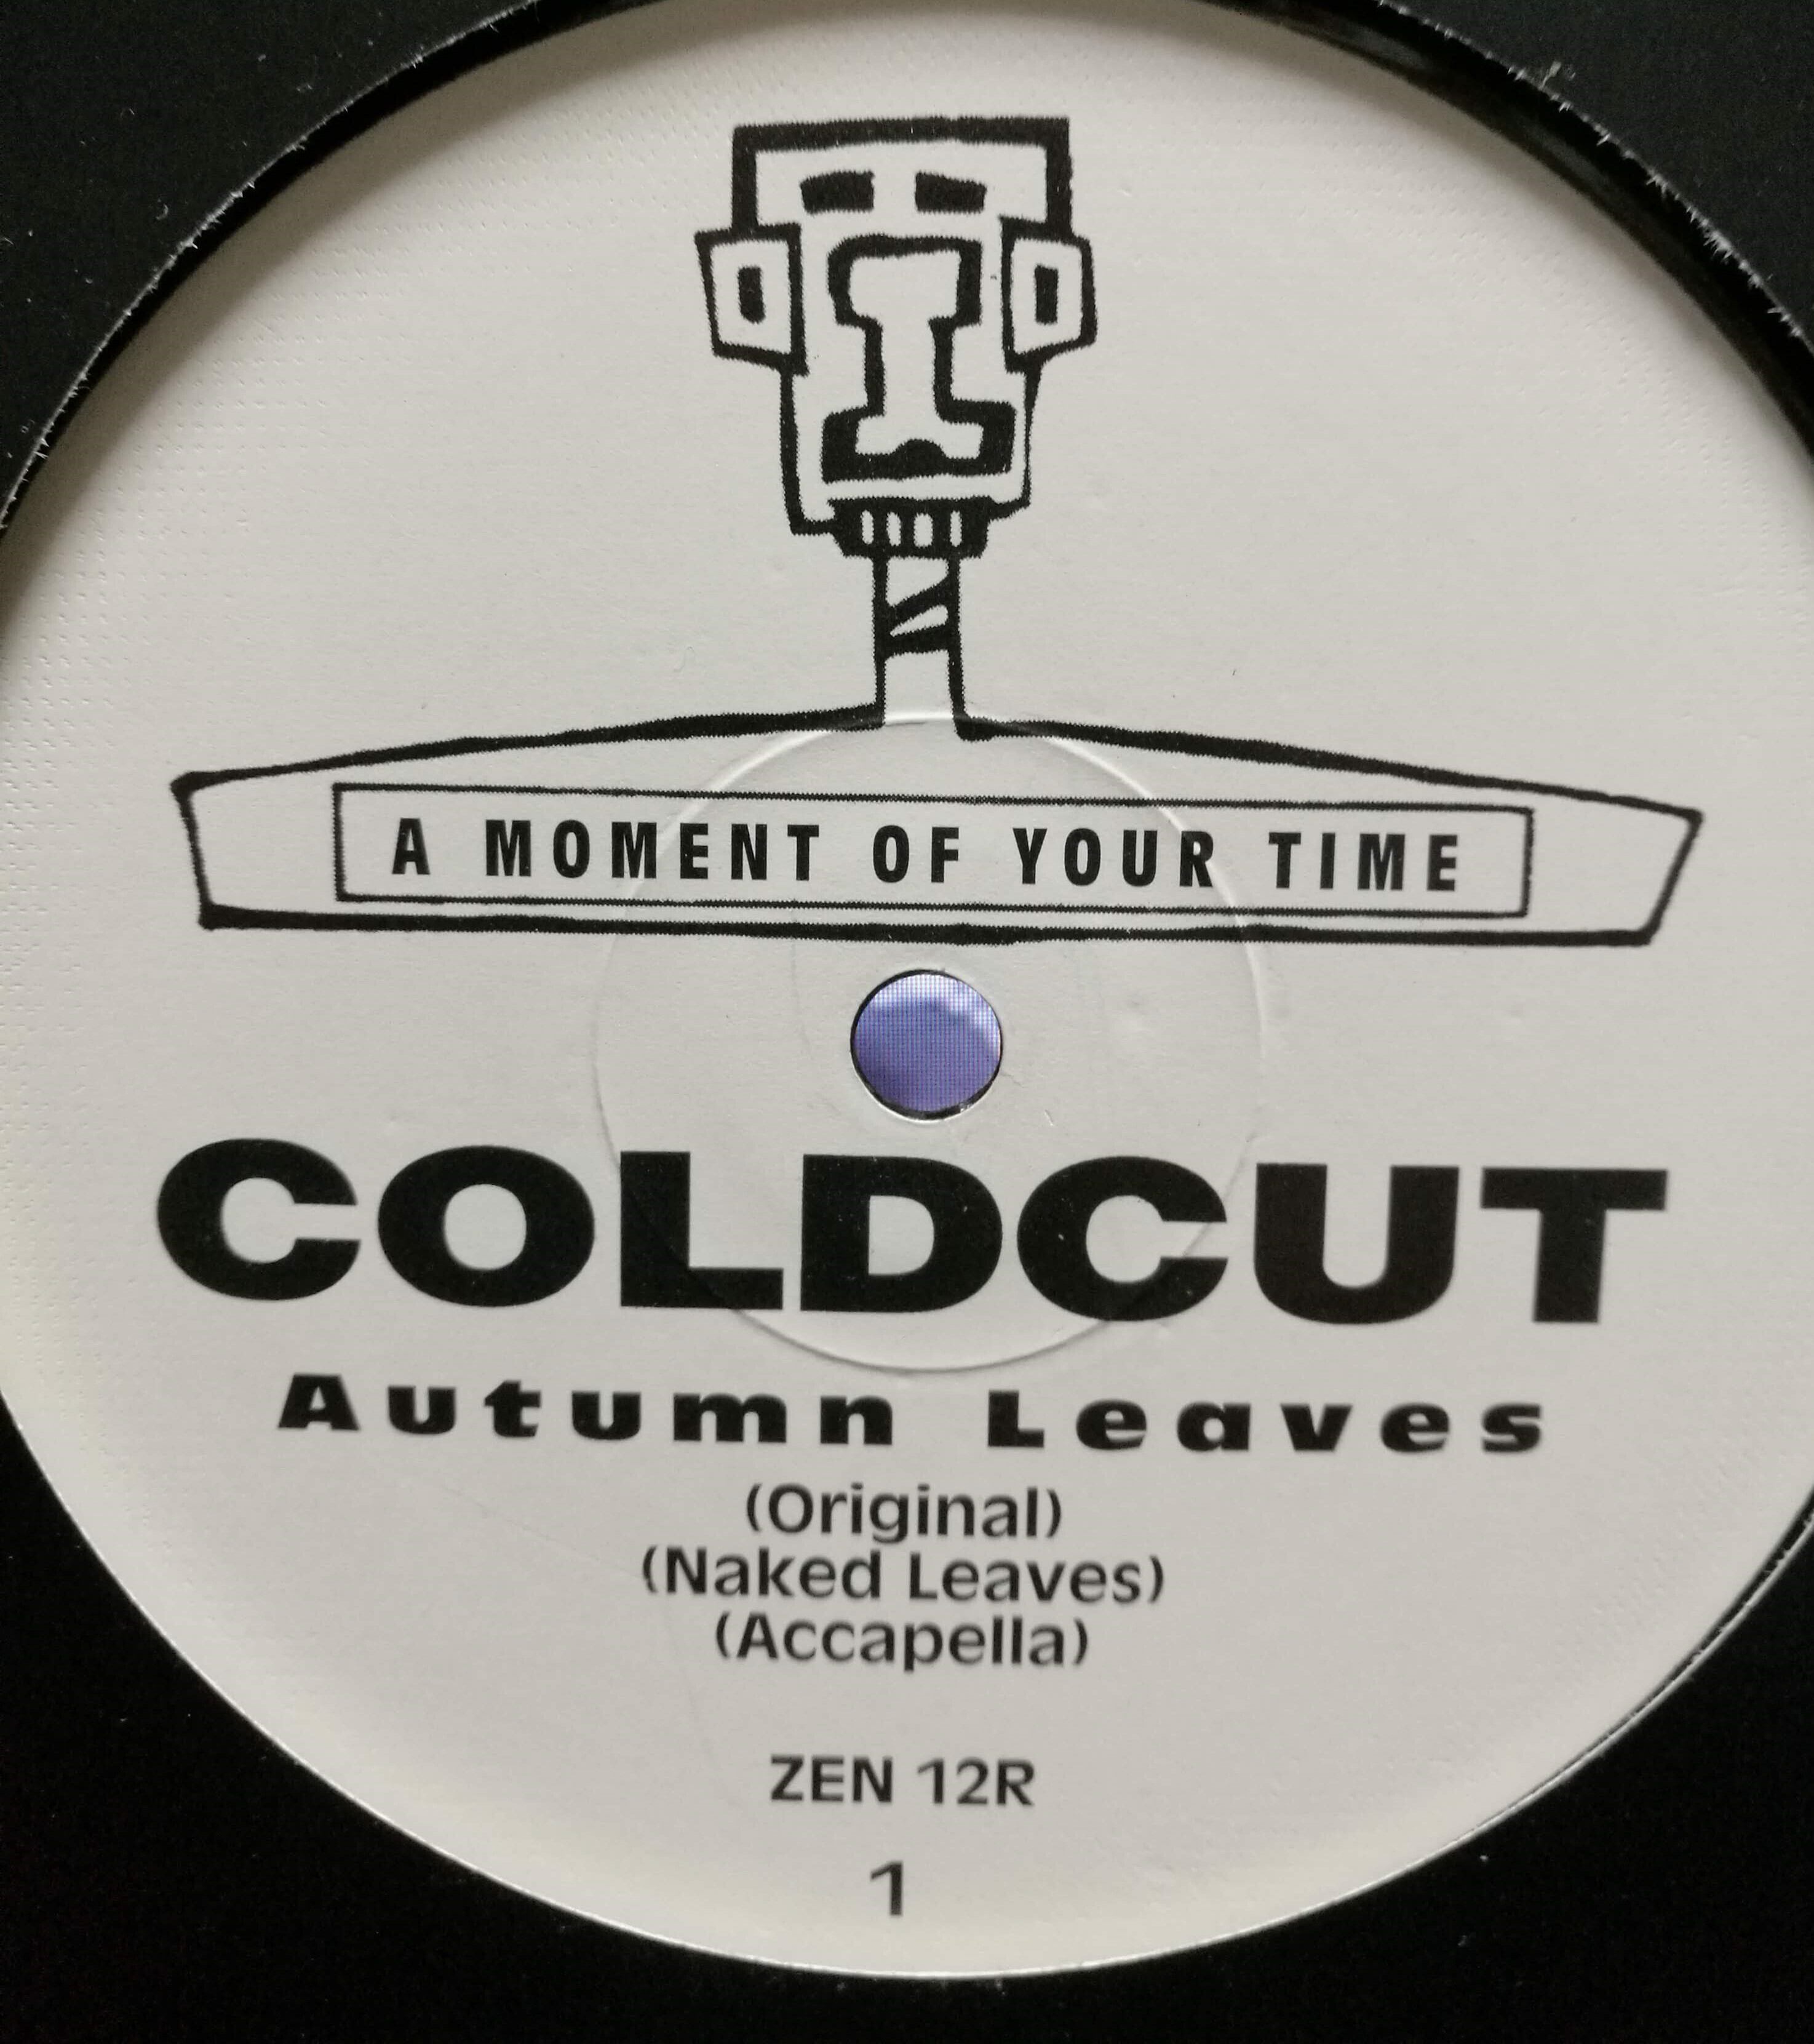 A MOMENT OF YOUR TIME
COLDCUT
Autumn Leaves
(Original)
(Naked Leaves)
(Accapella)
ZEN 12R
1